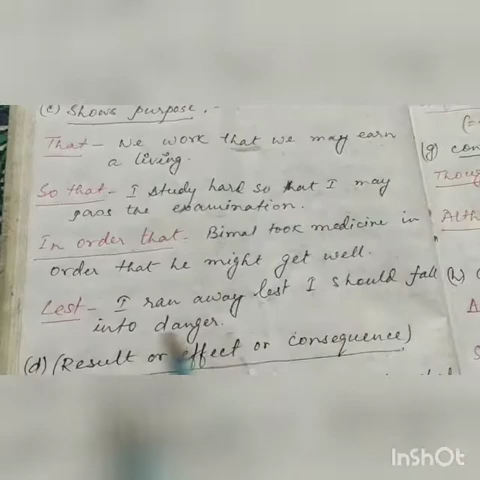 (c) Shows purpose.-
That - We work that we may earn
a living.
So that - I study hard so that I may
pass the examination.
In order that - Bimal took medicine in
order that he might get well.
Lest - I ran away lest I should fall
into danger.
(d) (Result or effect or consequence)
(g) con
Thoug
Alth
(h)
A
S
InShOt